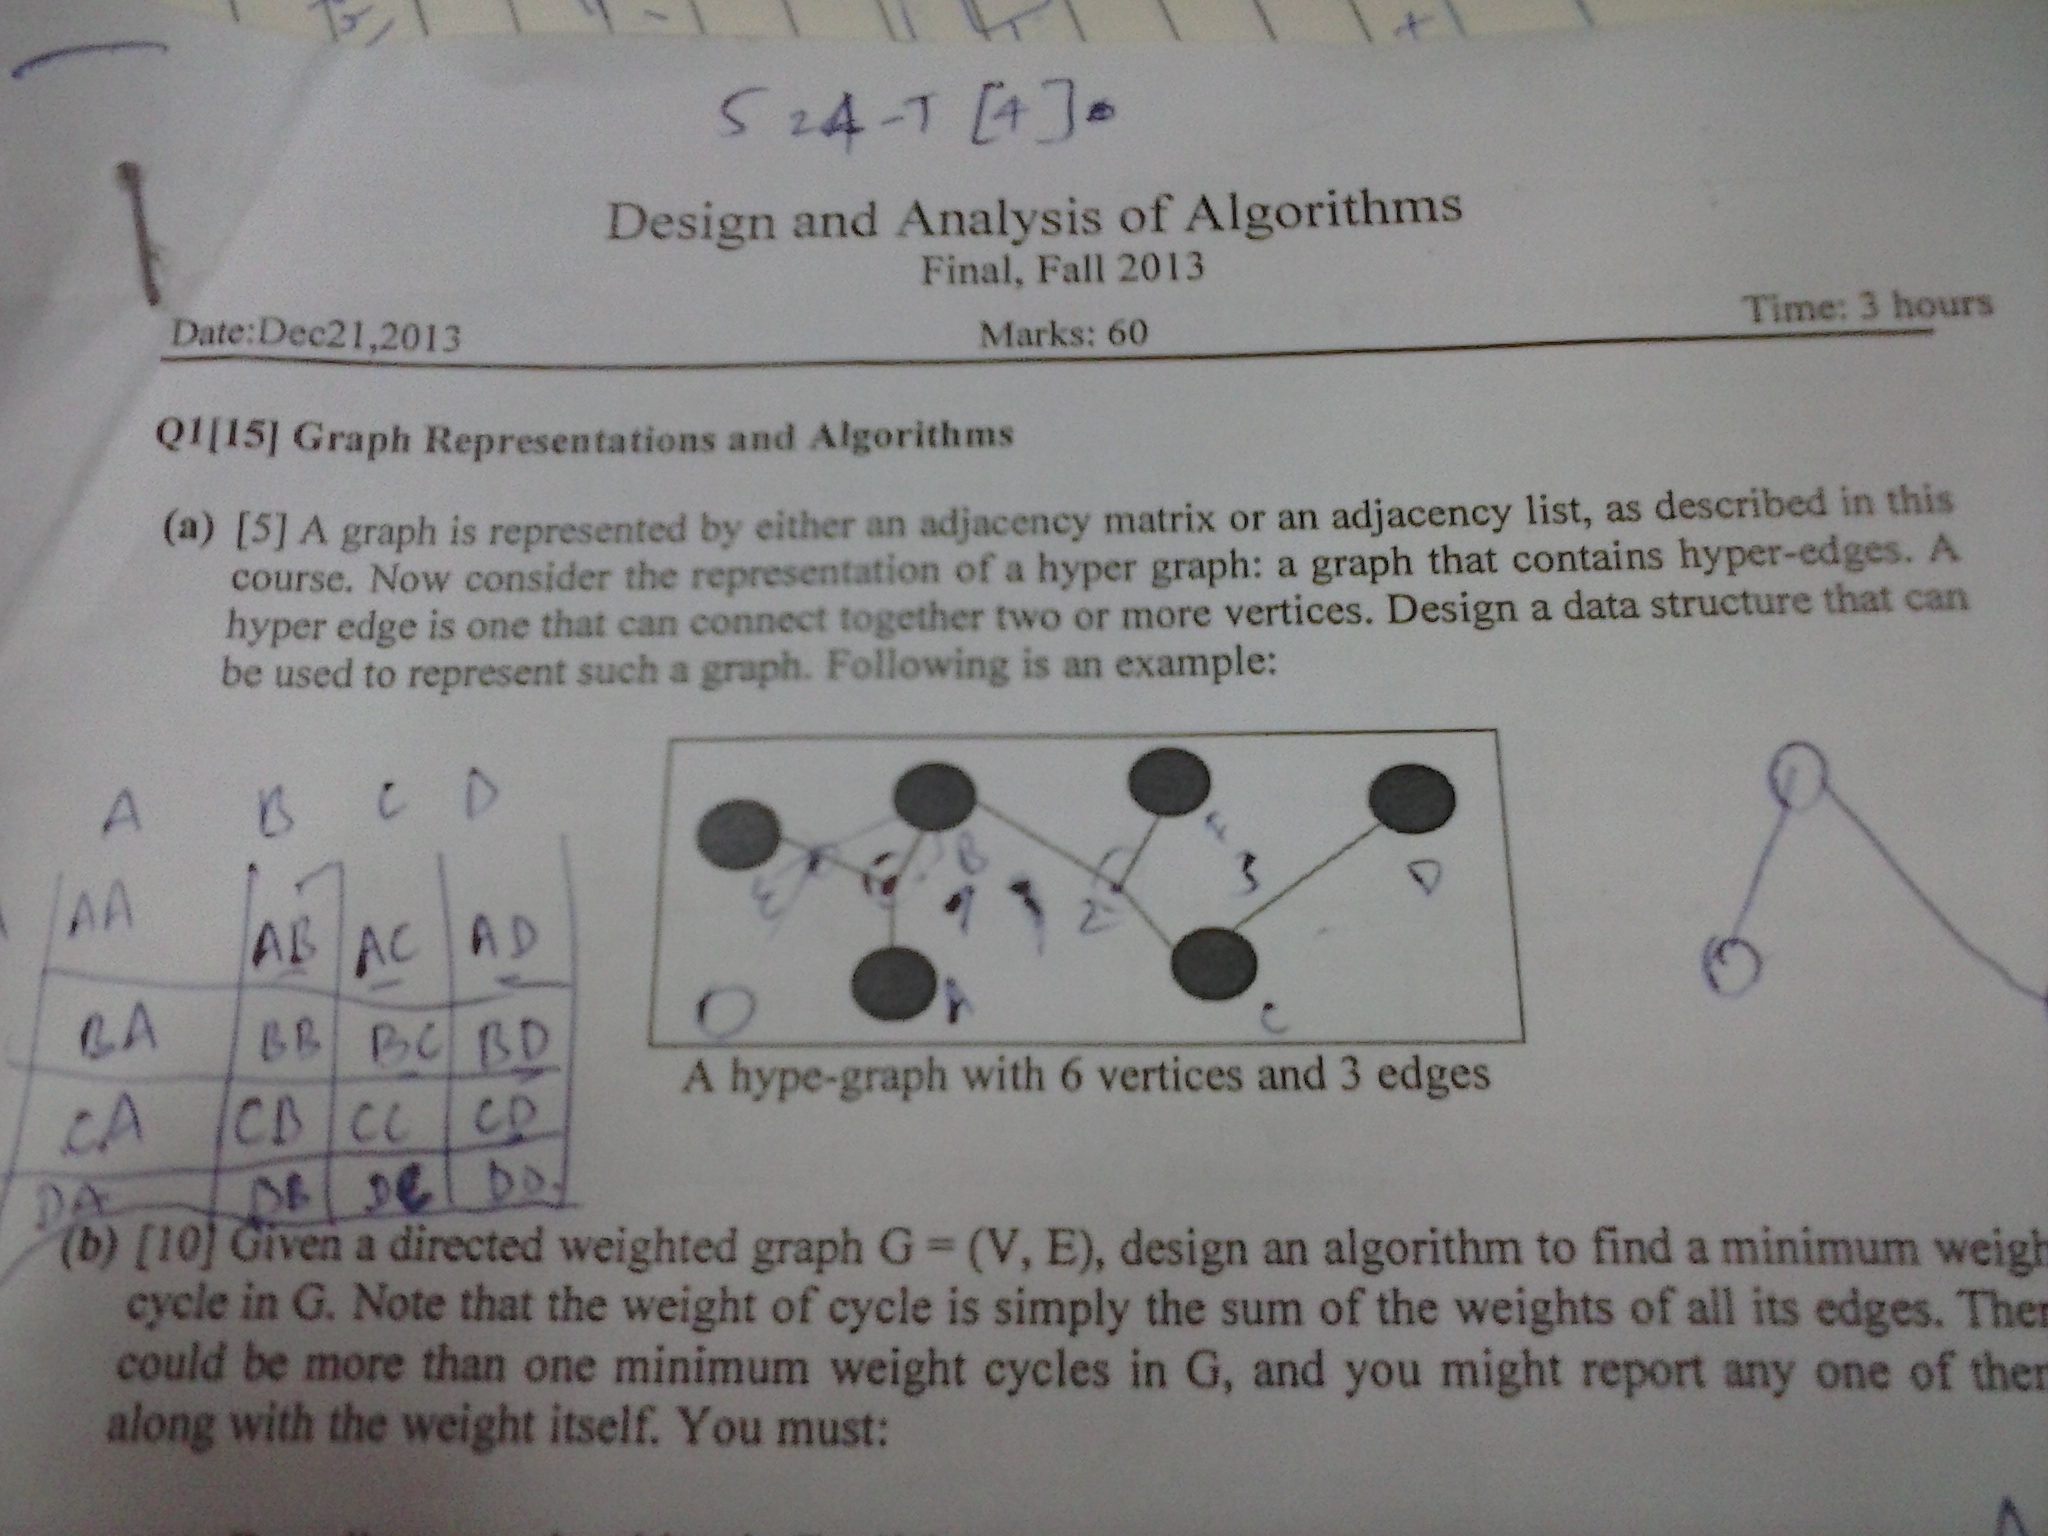 S = A - T [4].
Design and Analysis of Algorithms
Final, Fall 2013
Date:Dec21,2013 Marks: 60 Time: 3 hours
Q1[15] Graph Representations and Algorithms
(a) [5] A graph is represented by either an adjacency matrix or an adjacency list, as described in this
course. Now consider the representation of a hyper graph: a graph that contains hyper-edges. A
hyper edge is one that can connect together two or more vertices. Design a data structure that can
be used to represent such a graph. Following is an example:
A B C D
AA AB AC AD
BA BB BC BD
CA CB CC CD
DA DB DC DD
E B 2 3 D
A C
A hype-graph with 6 vertices and 3 edges
(b) [10] Given a directed weighted graph G = (V, E), design an algorithm to find a minimum weigh
cycle in G. Note that the weight of cycle is simply the sum of the weights of all its edges. Ther
could be more than one minimum weight cycles in G, and you might report any one of ther
along with the weight itself. You must: